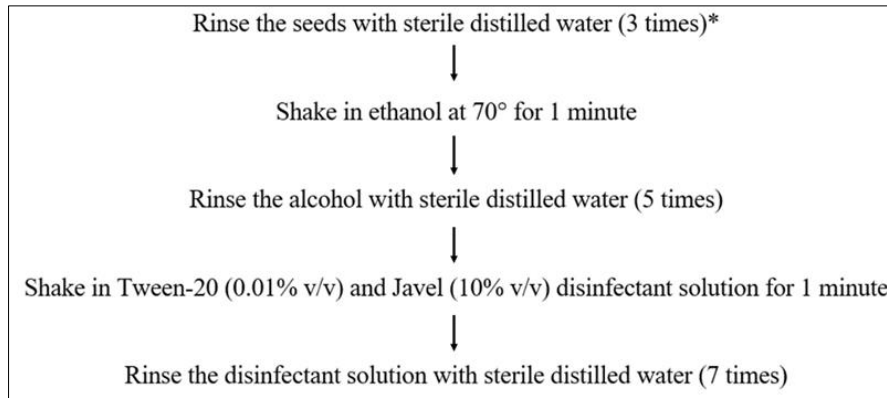 Rinse the seeds with sterile distilled water (3 times)*
Shake in ethanol at 70° for 1 minute
Rinse the alcohol with sterile distilled water (5 times)
Shake in Tween-20 (0.01% v/v) and Javel (10% v/v) disinfectant solution for 1 minute
Rinse the disinfectant solution with sterile distilled water (7 times)